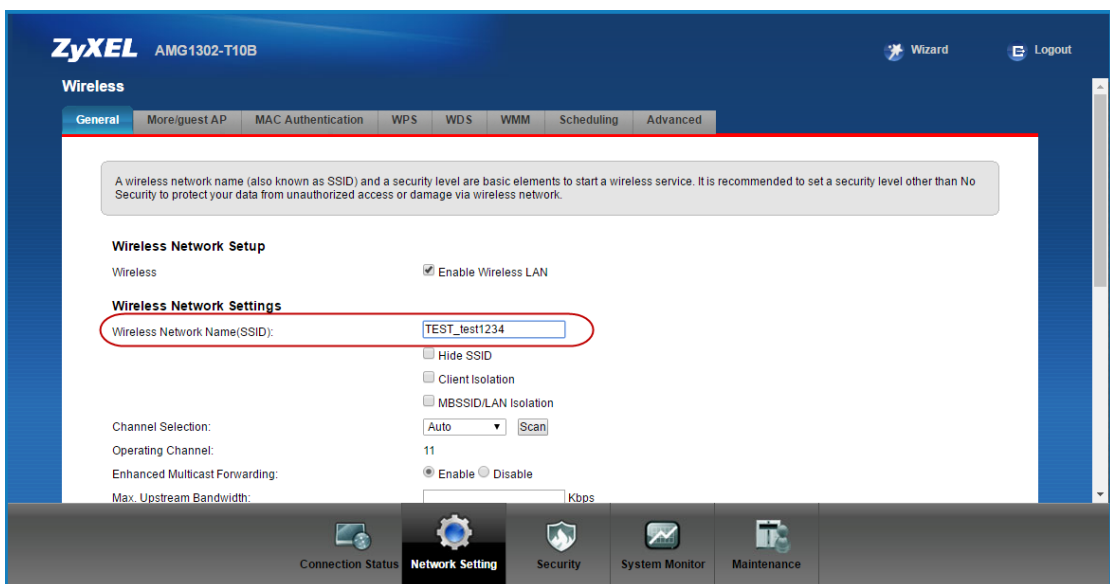 ZyXEL AMG1302-T10B Wizard Logout
Wireless
General More/guest AP MAC Authentication WPS WDS WMM Scheduling Advanced
A wireless network name (also known as SSID) and a security level are basic elements to start a wireless service. It is recommended to set a security level other than No
Security to protect your data from unauthorized access or damage via wireless network.
Wireless Network Setup
Wireless Enable Wireless LAN
Wireless Network Settings
Wireless Network Name(SSID): TEST_test1234
Hide SSID
Client Isolation
MBSSID/LAN Isolation
Channel Selection: Auto Scan
Operating Channel: 11
Enhanced Multicast Forwarding: Enable Disable
Max. Upstream Bandwidth: Kbps
Connection Status Network Setting Security System Monitor Maintenance